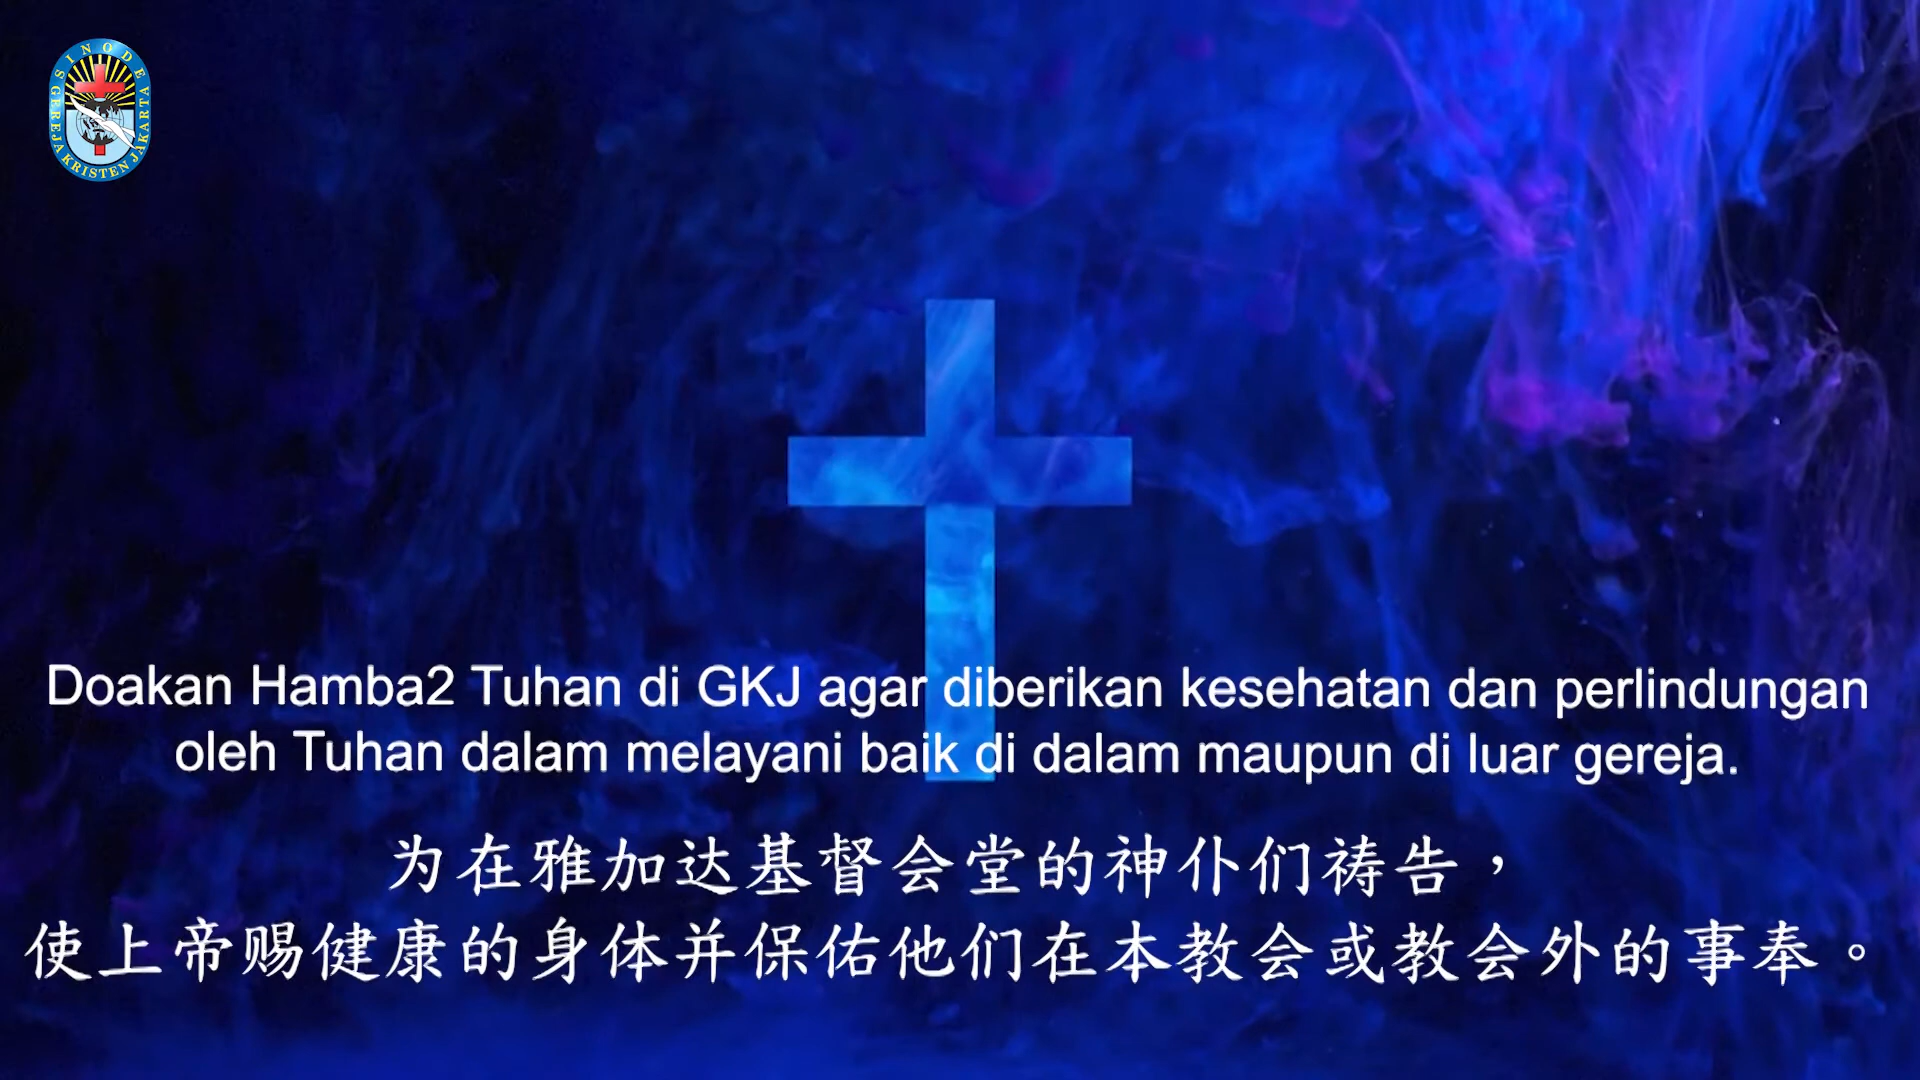 SINODE GEREJA KRISTEN JAKARTA
Doakan Hamba2 Tuhan di GKJ agar diberikan kesehatan dan perlindungan
oleh Tuhan dalam melayani baik di dalam maupun di luar gereja.
为在雅加达基督会堂的神仆们祷告，
使上帝赐健康的身体并保佑他们在本教会或教会外的事奉。